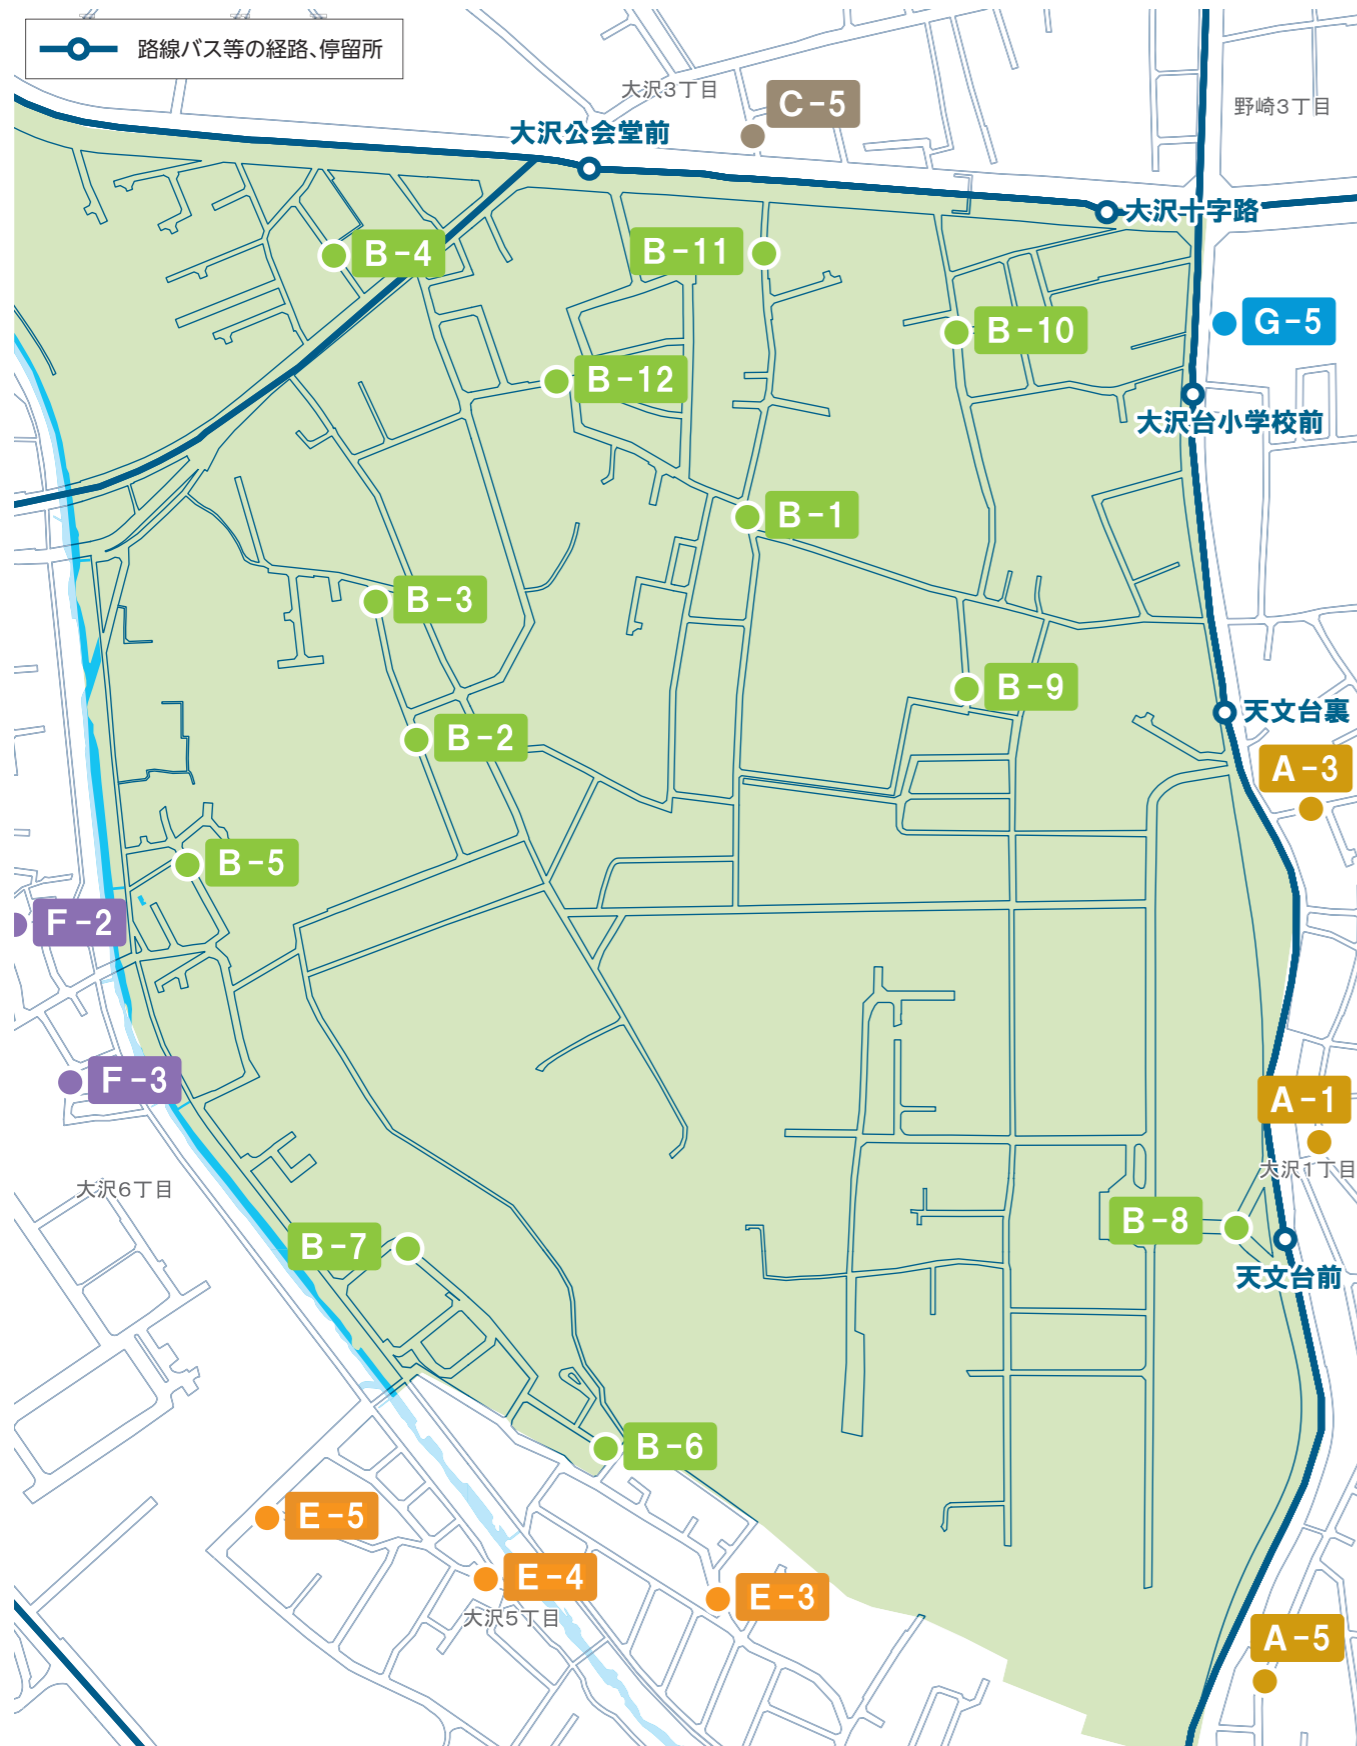 路線バス等の経路、停留所
大沢3丁目
C-5
野崎3丁目
大沢公会堂前
大沢十字路
B-4
B-11
G-5
B-10
B-12
大沢台小学校前
B-1
B-3
B-9
天文台裏
B-2
A-3
B-5
F-2
F-3
A-1
大沢1丁目
大沢6丁目
B-8
B-7
天文台前
B-6
E-5
E-4
E-3
大沢5丁目
A-5